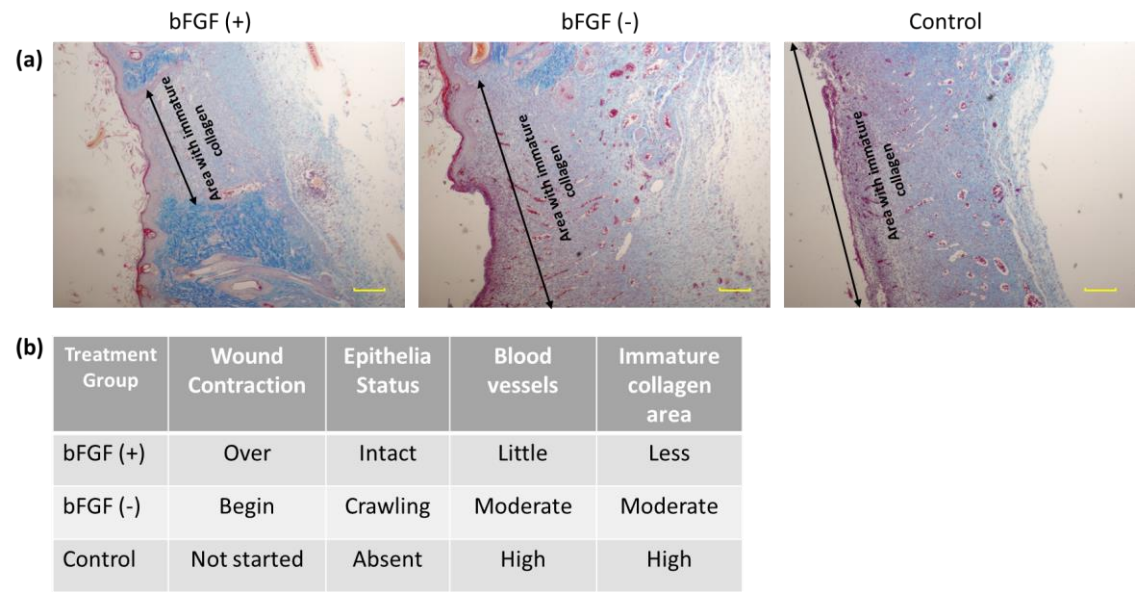 bFGF (+)
bFGF (-)
Control
(a)
Area with immature
collagen
Area with immature
collagen
Area with immature
collagen
(b)
Treatment
Group
Wound
Contraction
Epithelia
Status
Blood
vessels
Immature
collagen
area
bFGF (+) Over Intact Little Less
bFGF (-) Begin Crawling Moderate Moderate
Control Not started Absent High High